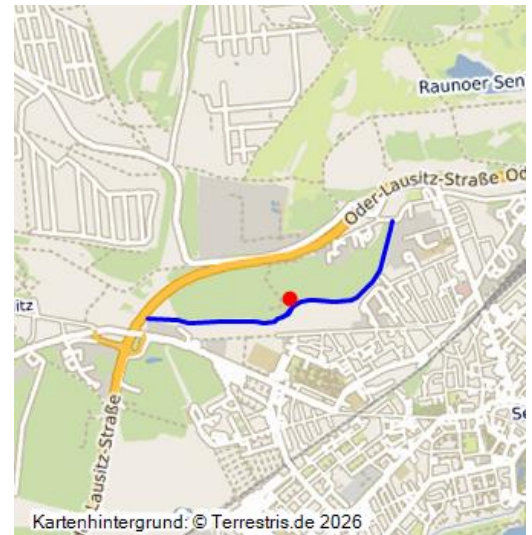 Raunoer Sen
Oder-Lausitz-Straße Od
itz
Lausitz-Straße
Se
Kartenhintergrund: © Terrestris.de 2026